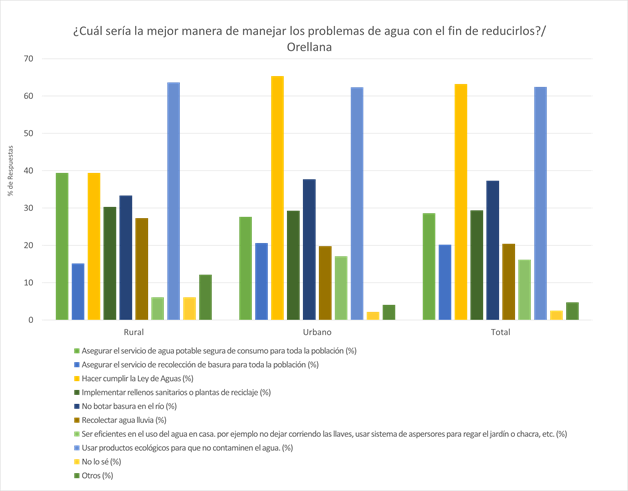 ¿Cuál sería la mejor manera de manejar los problemas de agua con el fin de reducirlos?/
Orellana
70
60
50
40
30
20
10
0
% de Respuestas
Rural
Urbano
Total
Asegurar el servicio de agua potable segura de consumo para toda la población (%)
Asegurar el servicio de recolección de basura para toda la población (%)
Hacer cumplir la Ley de Aguas (%)
Implementar rellenos sanitarios o plantas de reciclaje (%)
No botar basura en el río (%)
Recolectar agua lluvia (%)
Ser eficientes en el uso del agua en casa. por ejemplo no dejar corriendo las llaves, usar sistema de aspersores para regar el jardín o chacra, etc. (%)
Usar productos ecológicos para que no contaminen el agua. (%)
No lo sé (%)
Otros (%)